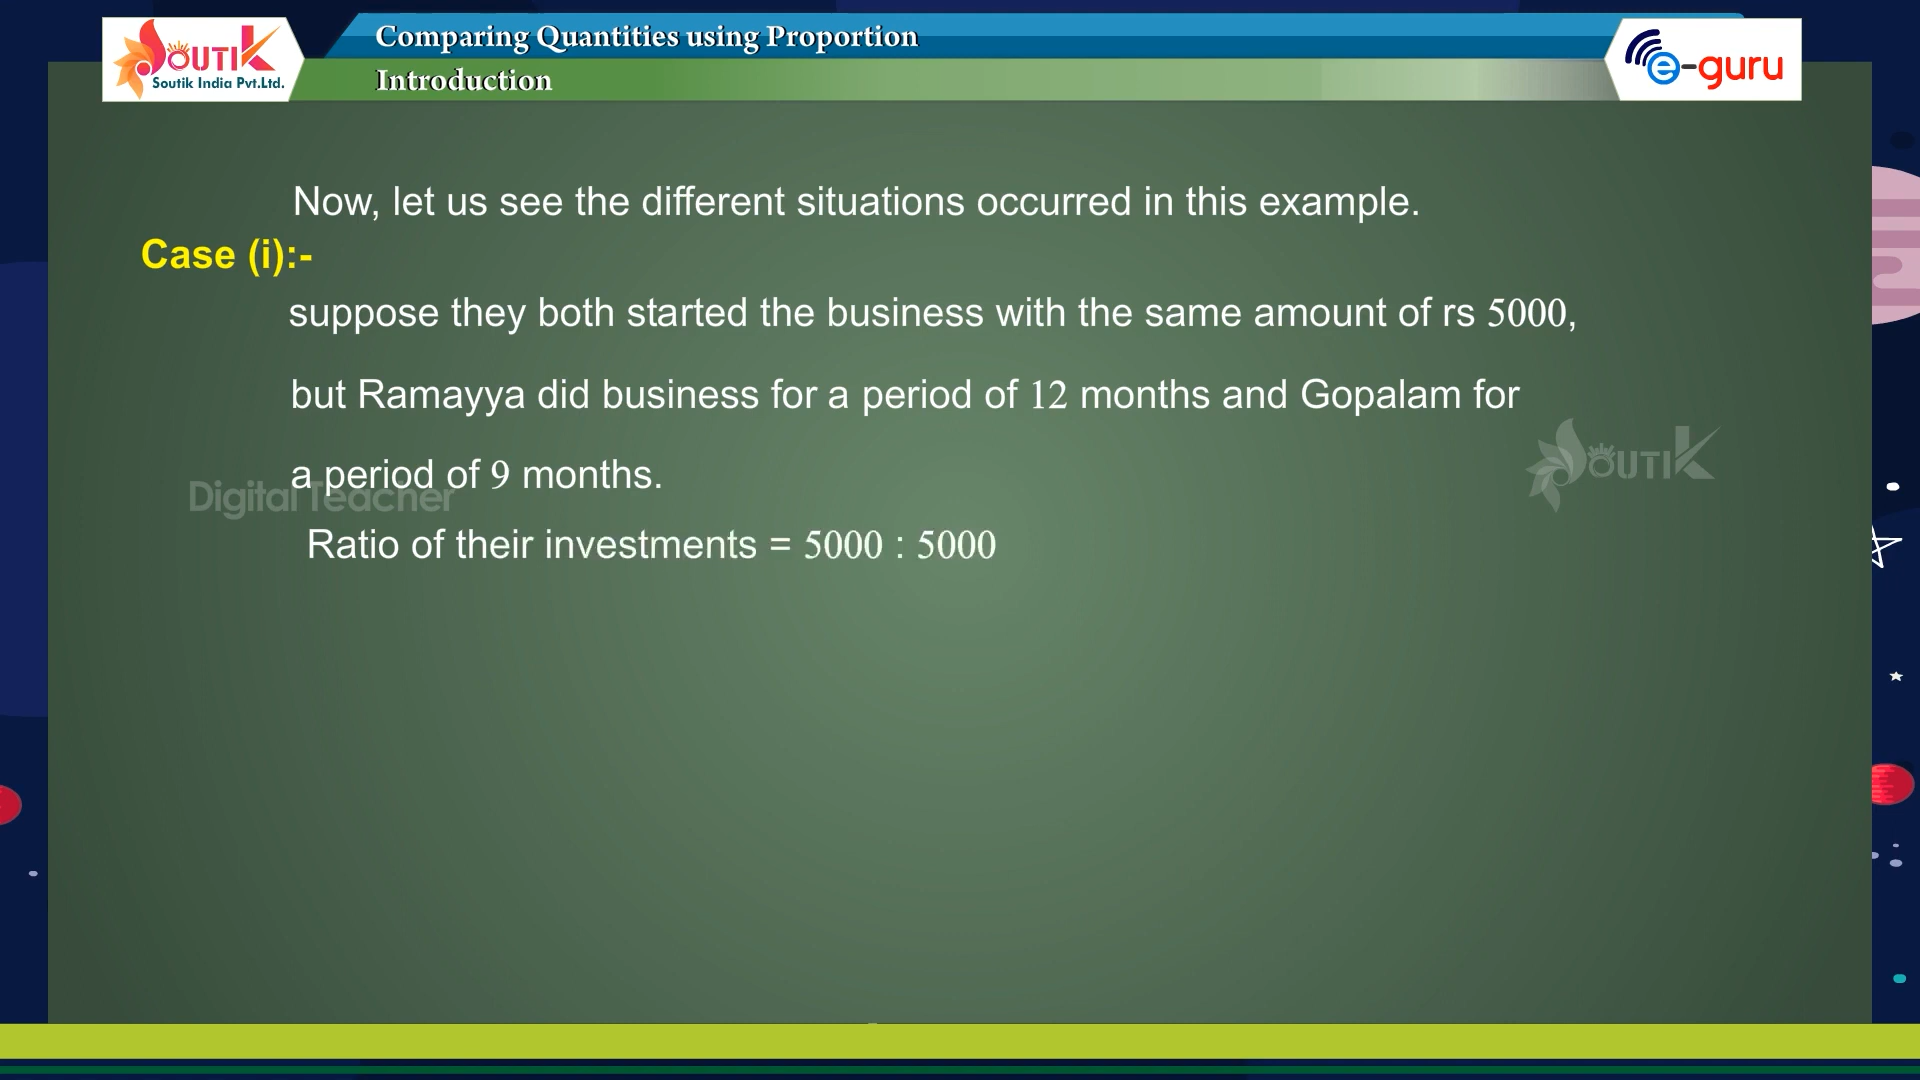 SOUTIK
Soutik India Pvt.Ltd.
Comparing Quantities using Proportion
Introduction
e-guru
Now, let us see the different situations occurred in this example.
Case (i):-
suppose they both started the business with the same amount of rs 5000,
but Ramayya did business for a period of 12 months and Gopalam for
SOUTIK
a period of 9 months.
Digital Teacher
Ratio of their investments = 5000 : 5000